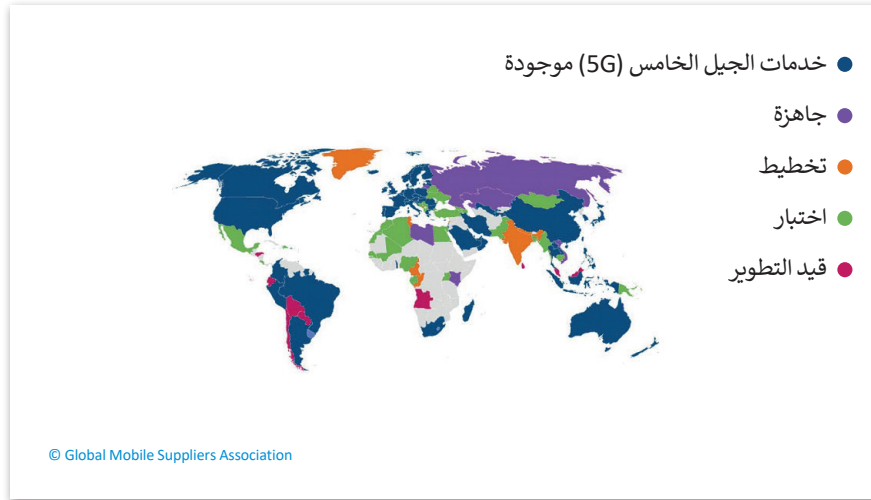 خدمات الجيل الخامس (5G) موجودة
جاهزة
تخطيط
اختبار
قيد التطوير
© Global Mobile Suppliers Association